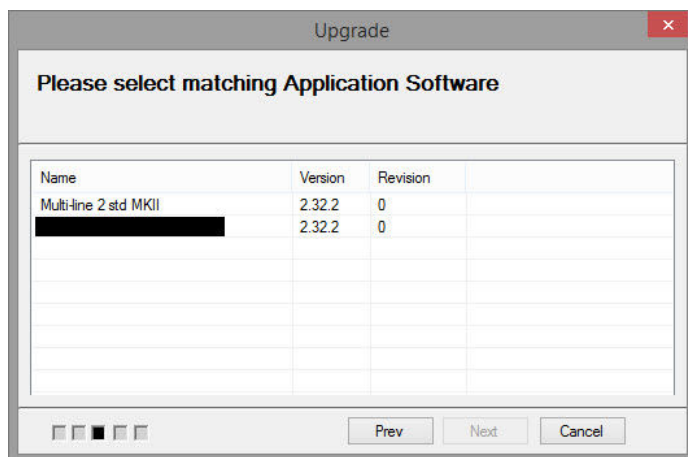 Upgrade
Please select matching Application Software
Name Version Revision
Multi-line 2 std MKII 2.32.2 0
2.32.2 0
Prev Next Cancel